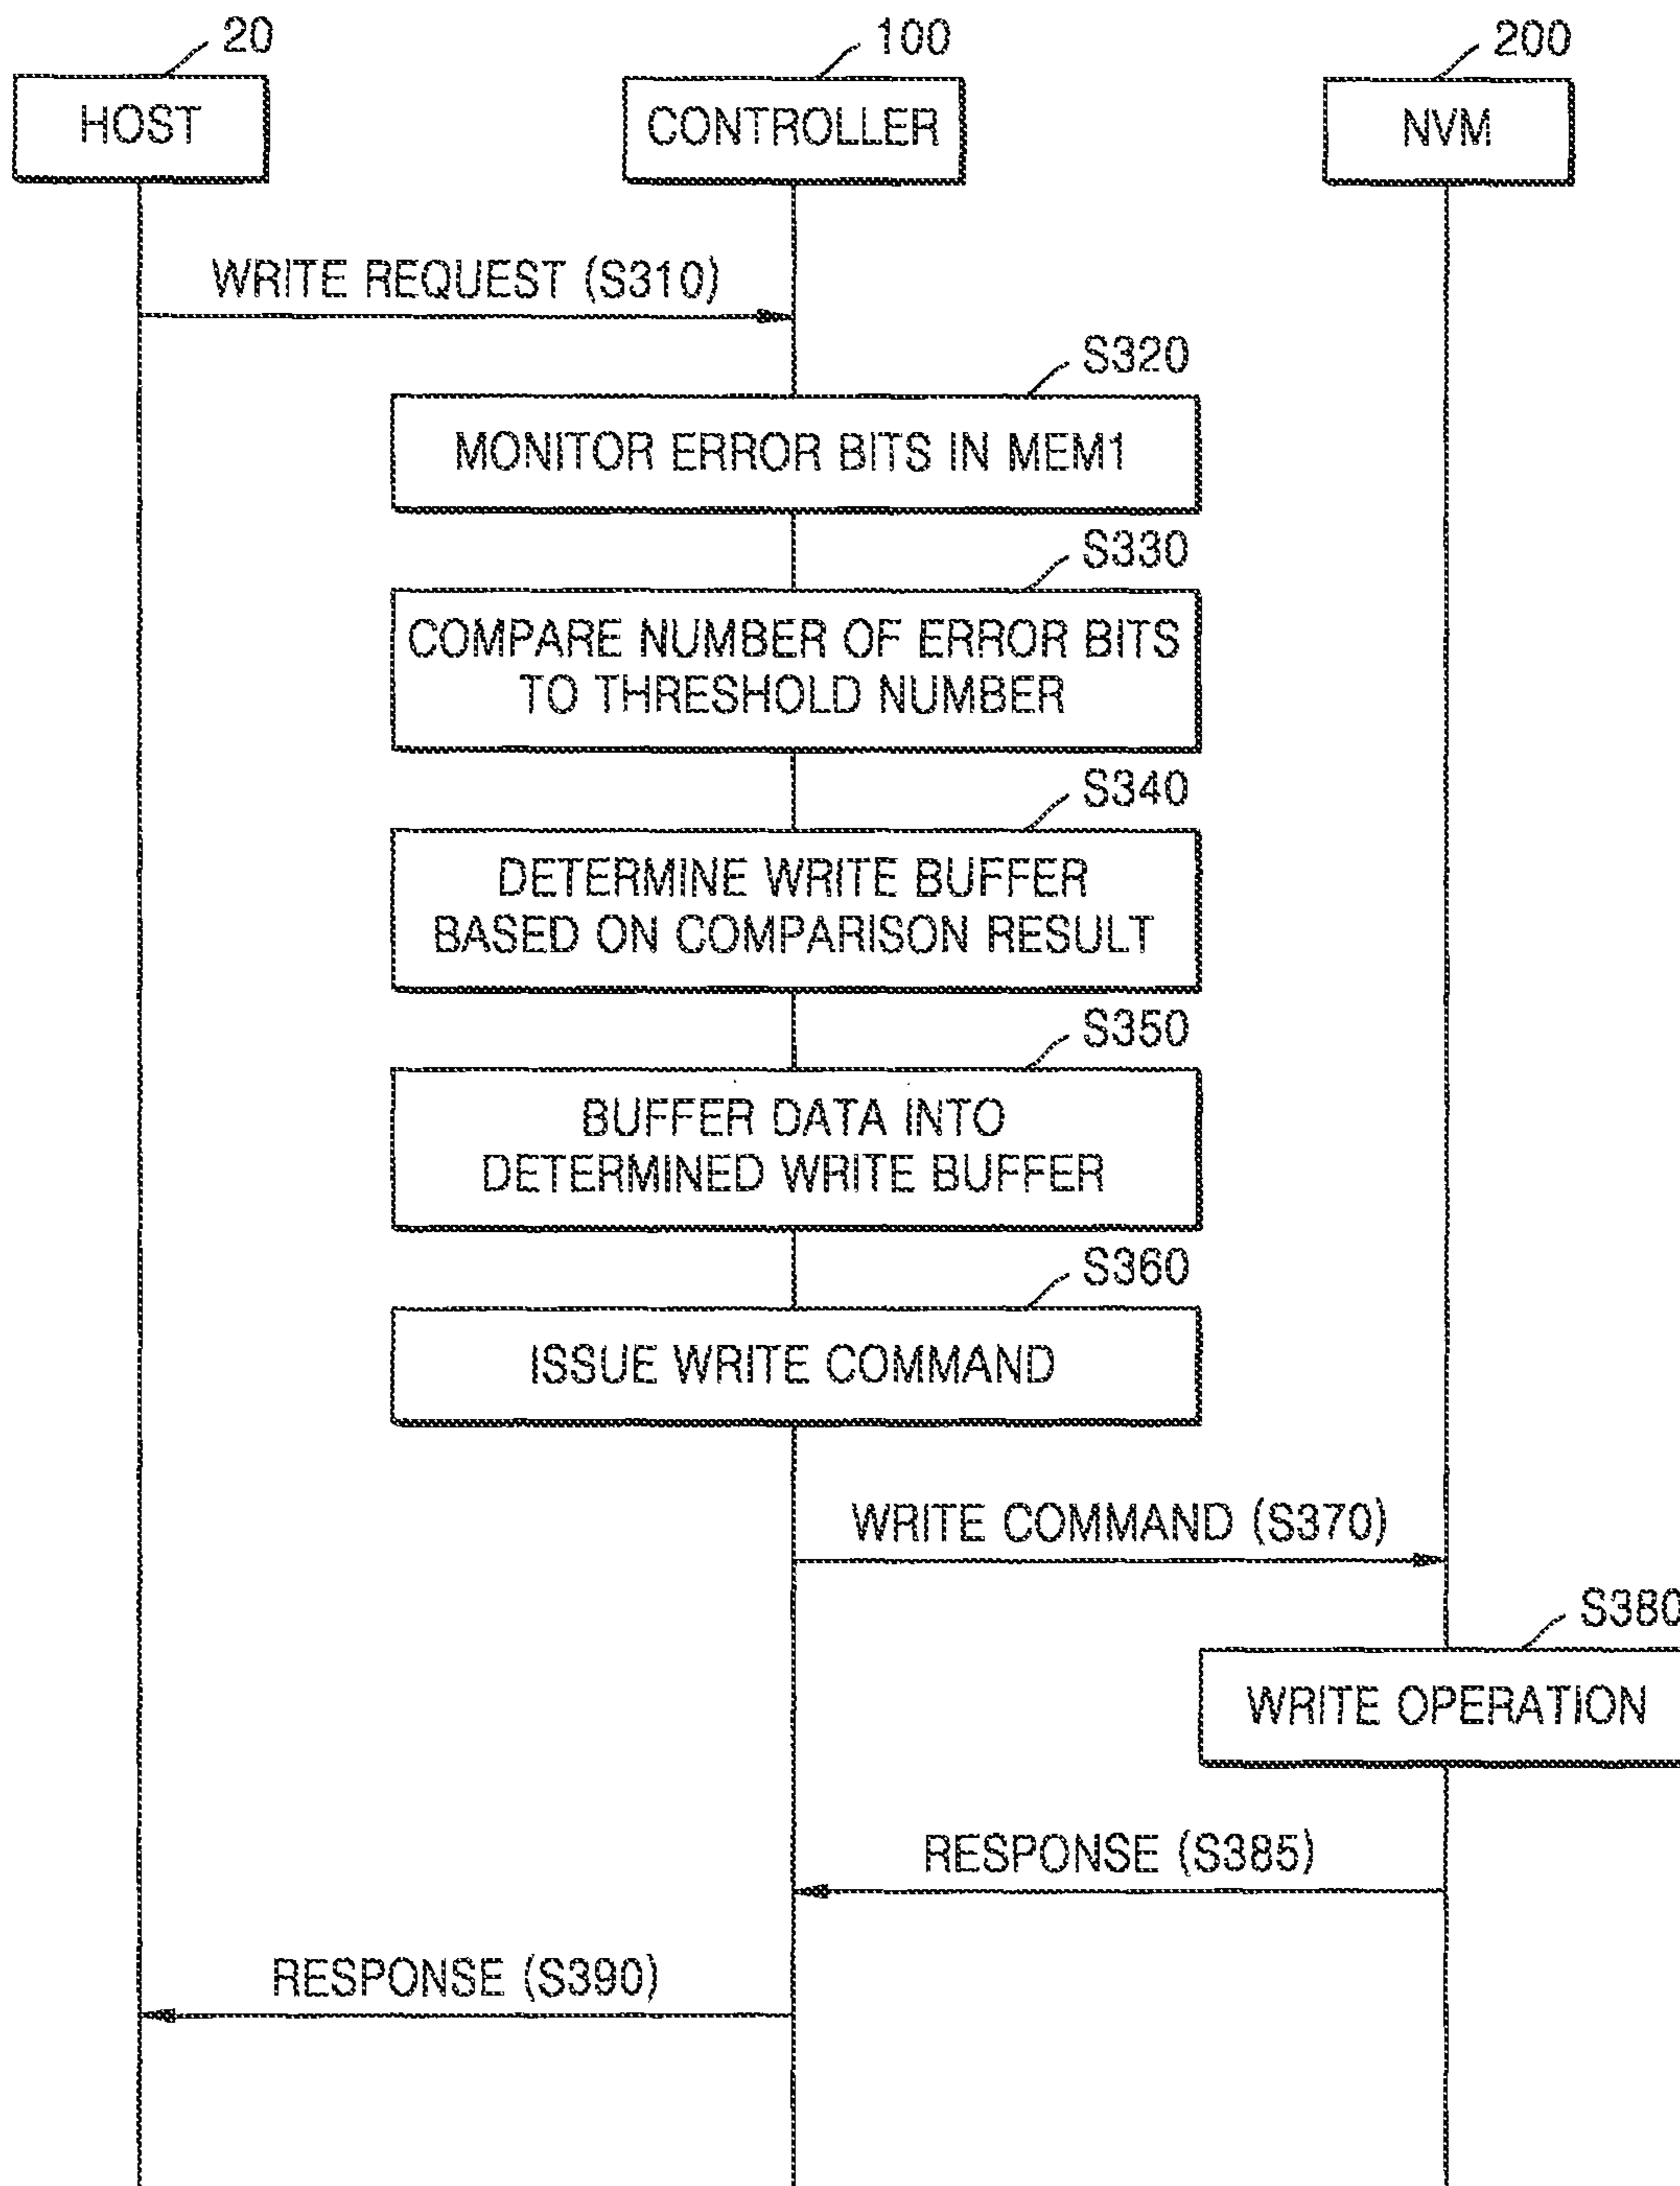 20
100
200
HOST
CONTROLLER
NVM
WRITE REQUEST (S310)
S320
MONITOR ERROR BITS IN MEM1
S330
COMPARE NUMBER OF ERROR BITS
TO THRESHOLD NUMBER
S340
DETERMINE WRITE BUFFER
BASED ON COMPARISON RESULT
S350
BUFFER DATA INTO
DETERMINED WRITE BUFFER
S360
ISSUE WRITE COMMAND
WRITE COMMAND (S370)
S380
WRITE OPERATION
RESPONSE (S385)
RESPONSE (S390)